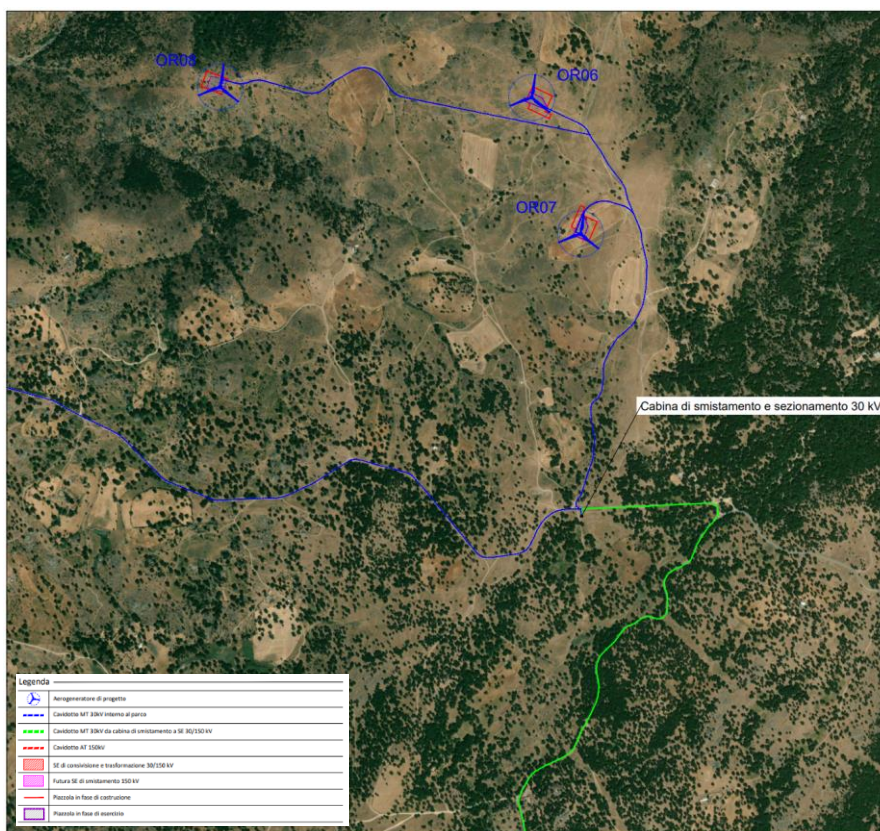 OR08
OR06
OR07
Cabina di smistamento e sezionamento 30 kV
Legenda
Aerogeneratore di progetto
Cavidotto MT 30kV interno al parco
Cavidotto MT 30kV da cabina di smistamento a SE 30/150 kV
Cavidotto AT 150kV
SE di consivisione e trasformazione 30/150 kV
Futura SE di smistamento 150 kV
Piazzola in fase di costruzione
Piazzola in fase di esercizio